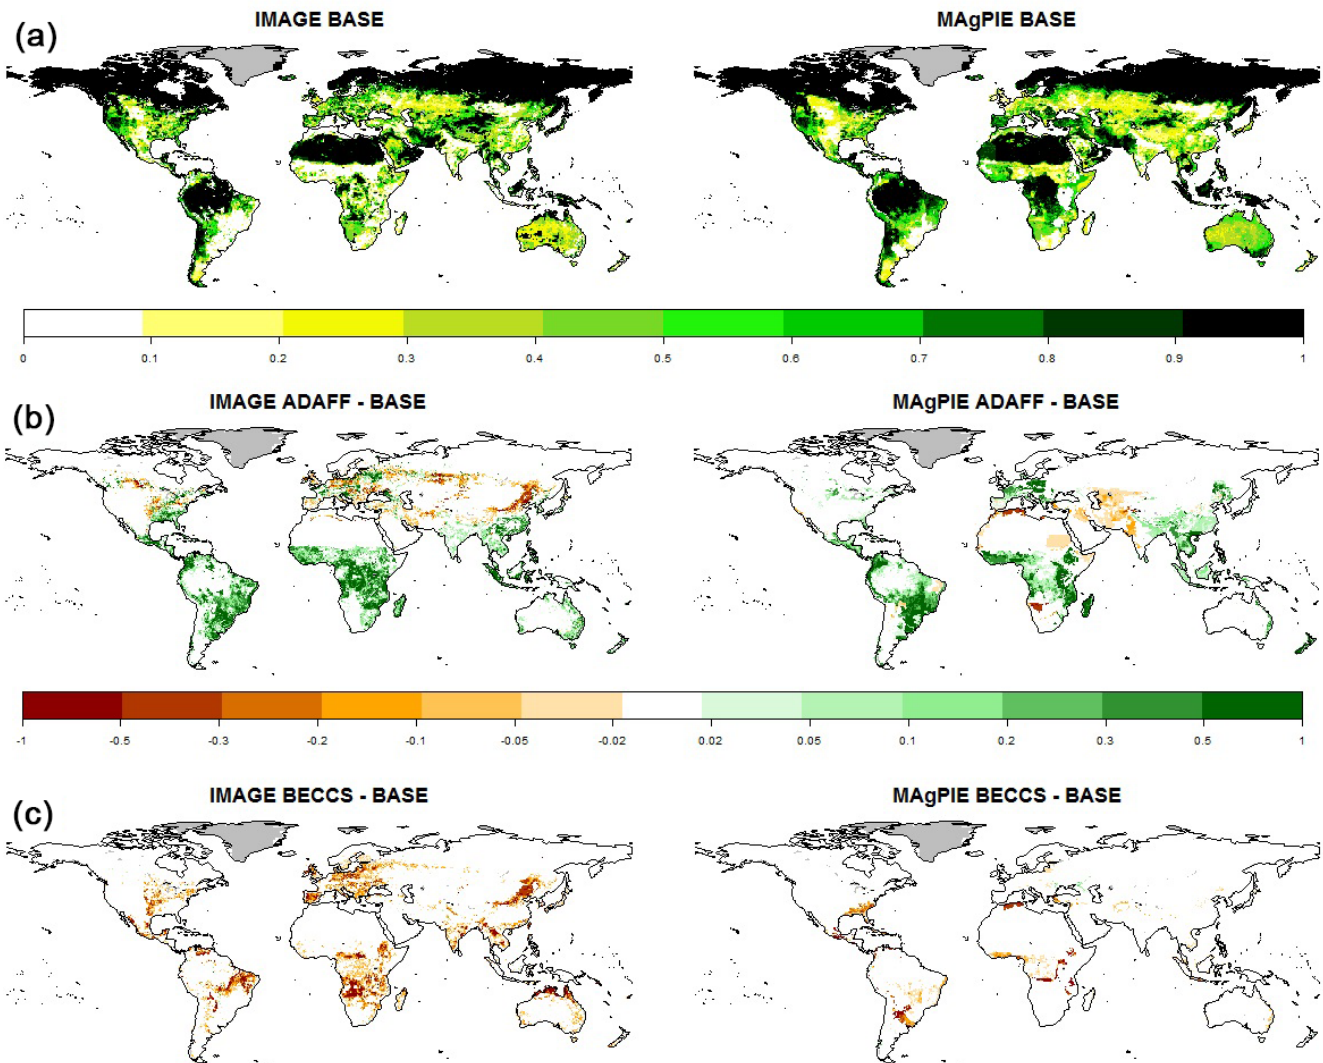 (a)
IMAGE BASE
MAgPIE BASE
0 0.1 0.2 0.3 0.4 0.5 0.6 0.7 0.8 0.9 1
(b)
IMAGE ADAFF - BASE
MAgPIE ADAFF - BASE
-1 -0.5 -0.3 -0.2 -0.1 -0.05 -0.02 0.02 0.05 0.1 0.2 0.3 0.5 1
(c)
IMAGE BECCS - BASE
MAgPIE BECCS - BASE